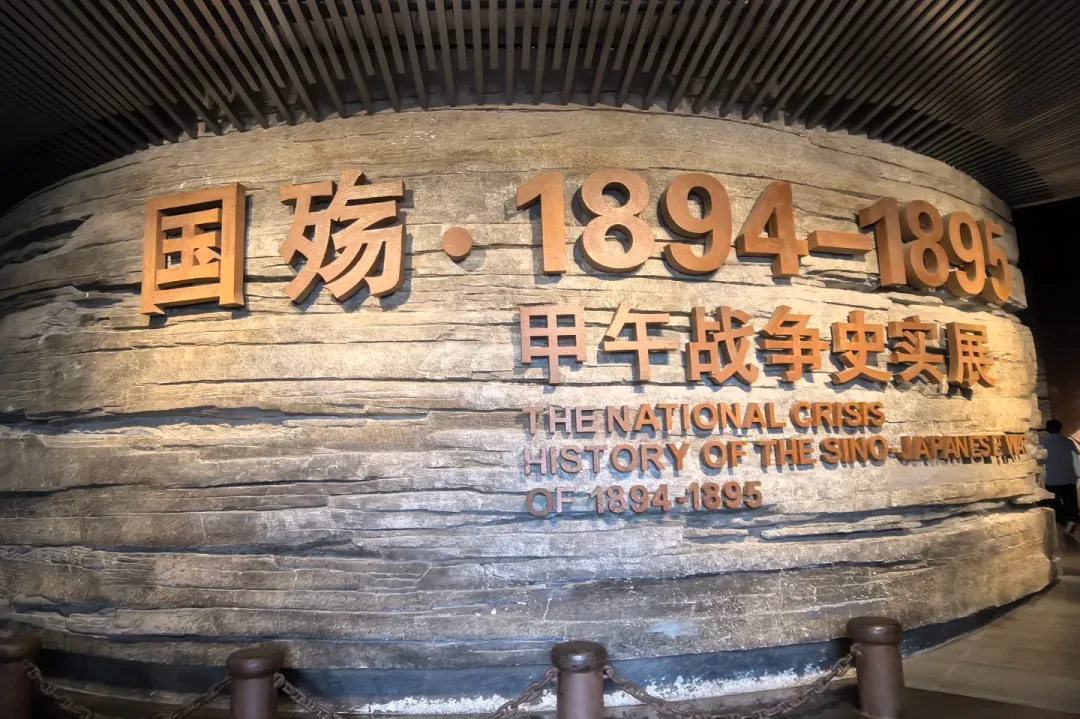 国殇·1894-1895
甲午战争史实展
THE NATIONAL CRISIS
HISTORY OF THE SINO-JAPANESE
OF 1894-1895